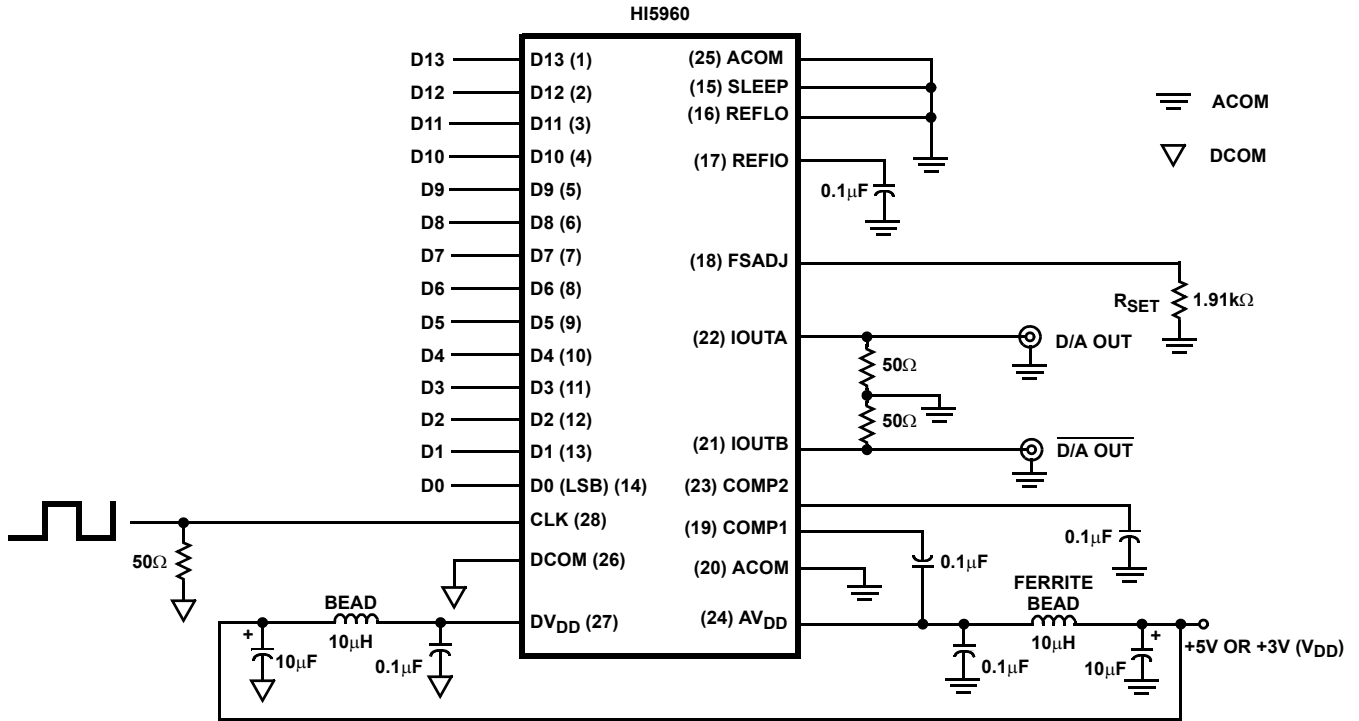 HI5960
D13
D12
D11
D10
D9
D8
D7
D6
D5
D4
D3
D2
D1
D0
D13 (1)
D12 (2)
D11 (3)
D10 (4)
D9 (5)
D8 (6)
D7 (7)
D6 (8)
D5 (9)
D4 (10)
D3 (11)
D2 (12)
D1 (13)
D0 (LSB) (14)
CLK (28)
DCOM (26)
DVDD (27)
(25) ACOM
(15) SLEEP
(16) REFLO
(17) REFIO
(18) FSADJ
(22) IOUTA
(21) IOUTB
(23) COMP2
(19) COMP1
(20) ACOM
(24) AVDD
ACOM
DCOM
0.1µF
RSET
1.91kΩ
D/A OUT
50Ω
50Ω
D/A OUT
0.1µF
0.1µF
FERRITE
BEAD
10µH
0.1µF
10µF
+
+5V OR +3V (VDD)
50Ω
BEAD
10µH
+
10µF
0.1µF